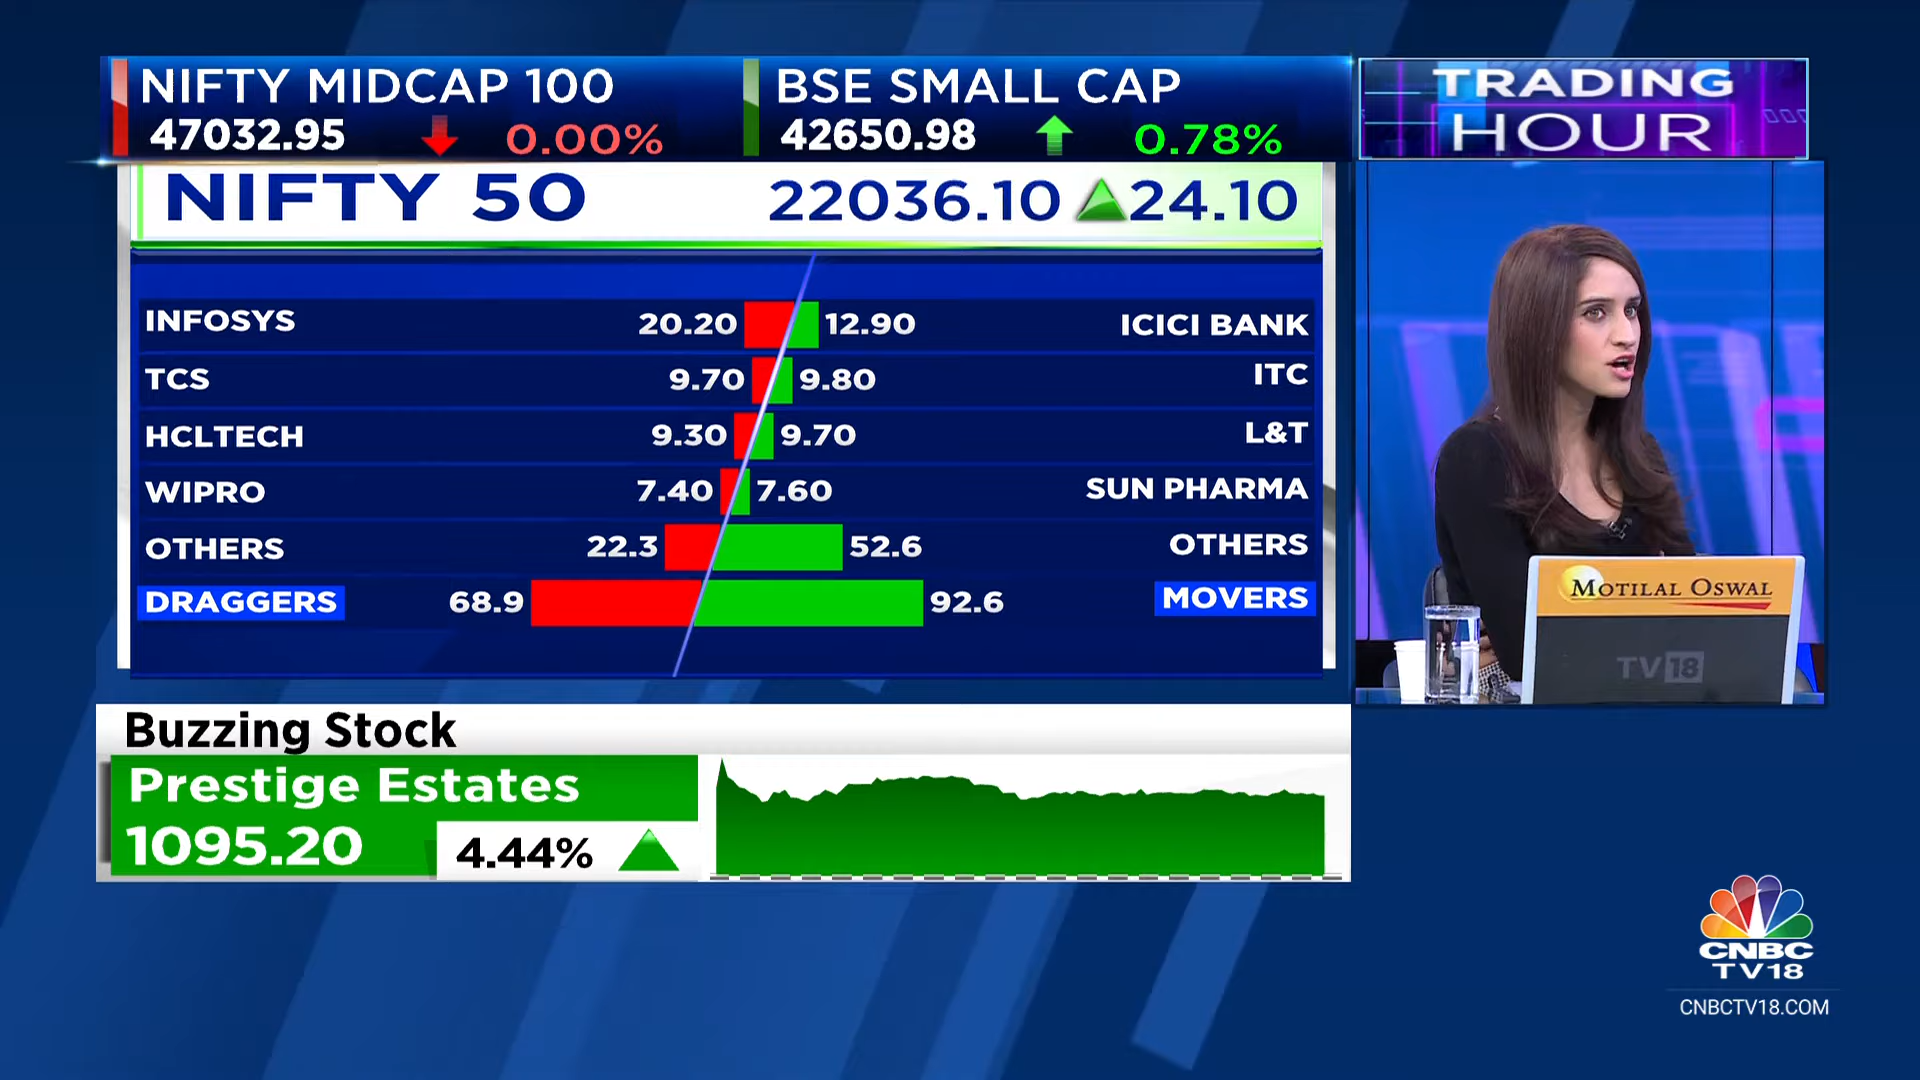 NIFTY MIDCAP 100
47032.95 0.00%
BSE SMALL CAP
42650.98 0.78%
TRADING
HOUR
NIFTY 50 22036.10 24.10
INFOSYS 20.20 12.90 ICICI BANK
TCS 9.70 9.80 ITC
HCLTECH 9.30 9.70 L&T
WIPRO 7.40 7.60 SUN PHARMA
OTHERS 22.3 52.6 OTHERS
DRAGGERS 68.9 92.6 MOVERS
MOTILAL OSWAL
TV18
Buzzing Stock
Prestige Estates
1095.20 4.44%
CNBC
TV18
CNBCTV18.COM